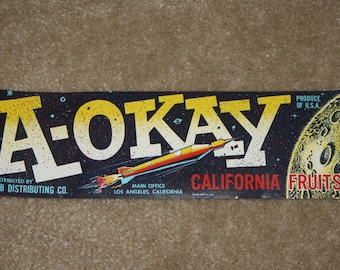 A-OKAY
PRODUCE
OF U.S.A.
DISTRIBUTING CO.
MAIN OFFICE
LOS ANGELES, CALIFORNIA
CALIFORNIA FRUITS